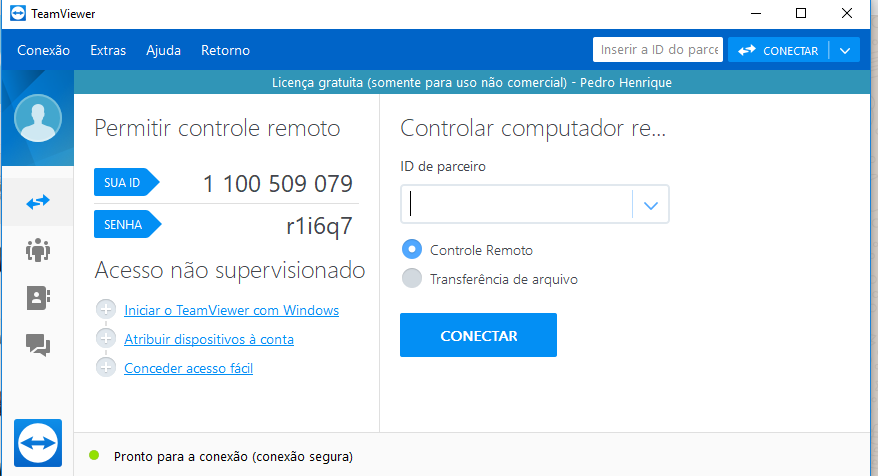 TeamViewer
Conexão Extras Ajuda Retorno
Inserir a ID do parce
CONECTAR
Licença gratuita (somente para uso não comercial) - Pedro Henrique
Permitir controle remoto
SUA ID 1 100 509 079
SENHA r1i6q7
Acesso não supervisionado
Iniciar o TeamViewer com Windows
Atribuir dispositivos à conta
Conceder acesso fácil
Controlar computador re...
ID de parceiro
Controle Remoto
Transferência de arquivo
CONECTAR
Pronto para a conexão (conexão segura)